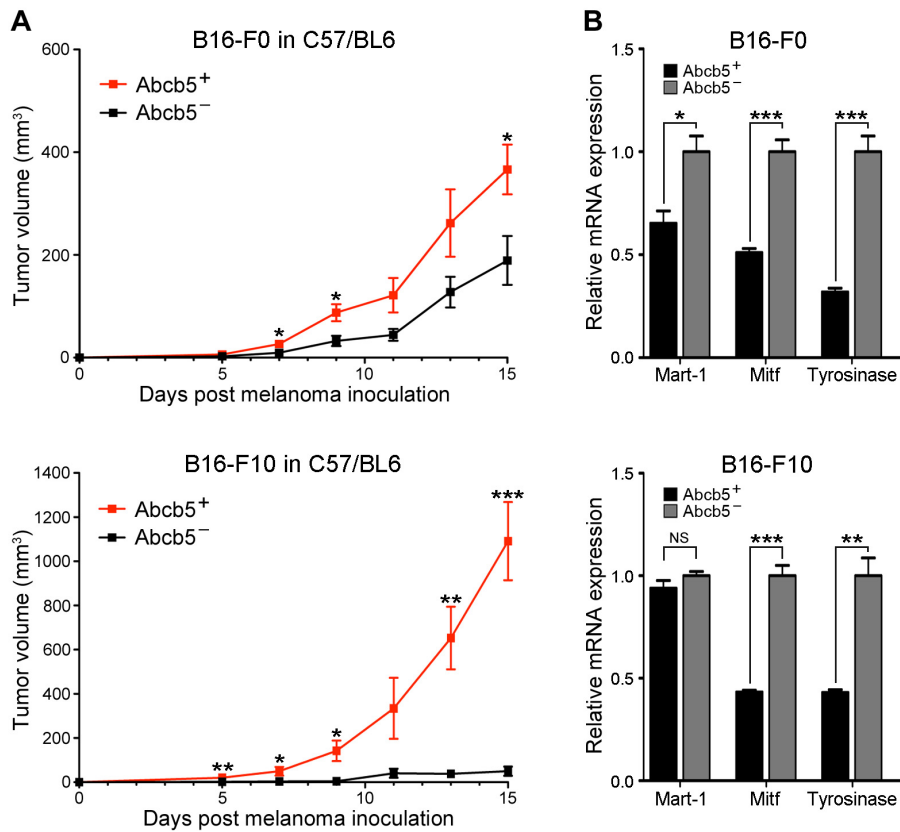 A
B16-F0 in C57/BL6
Tumor volume (mm³)
600
400
200
0
Abcb5⁺
Abcb5⁻
*
*
*
0
5
10
15
Days post melanoma inoculation
B
B16-F0
Relative mRNA expression
1.5
1.0
0.5
0.0
Abcb5⁺
Abcb5⁻
*
***
***
Mart-1
Mitf
Tyrosinase
B16-F10 in C57/BL6
Tumor volume (mm³)
1400
1200
1000
800
600
400
200
0
Abcb5⁺
Abcb5⁻
**
*
*
**
***
0
5
10
15
Days post melanoma inoculation
B16-F10
Relative mRNA expression
1.5
1.0
0.5
0.0
Abcb5⁺
Abcb5⁻
NS
***
**
Mart-1
Mitf
Tyrosinase